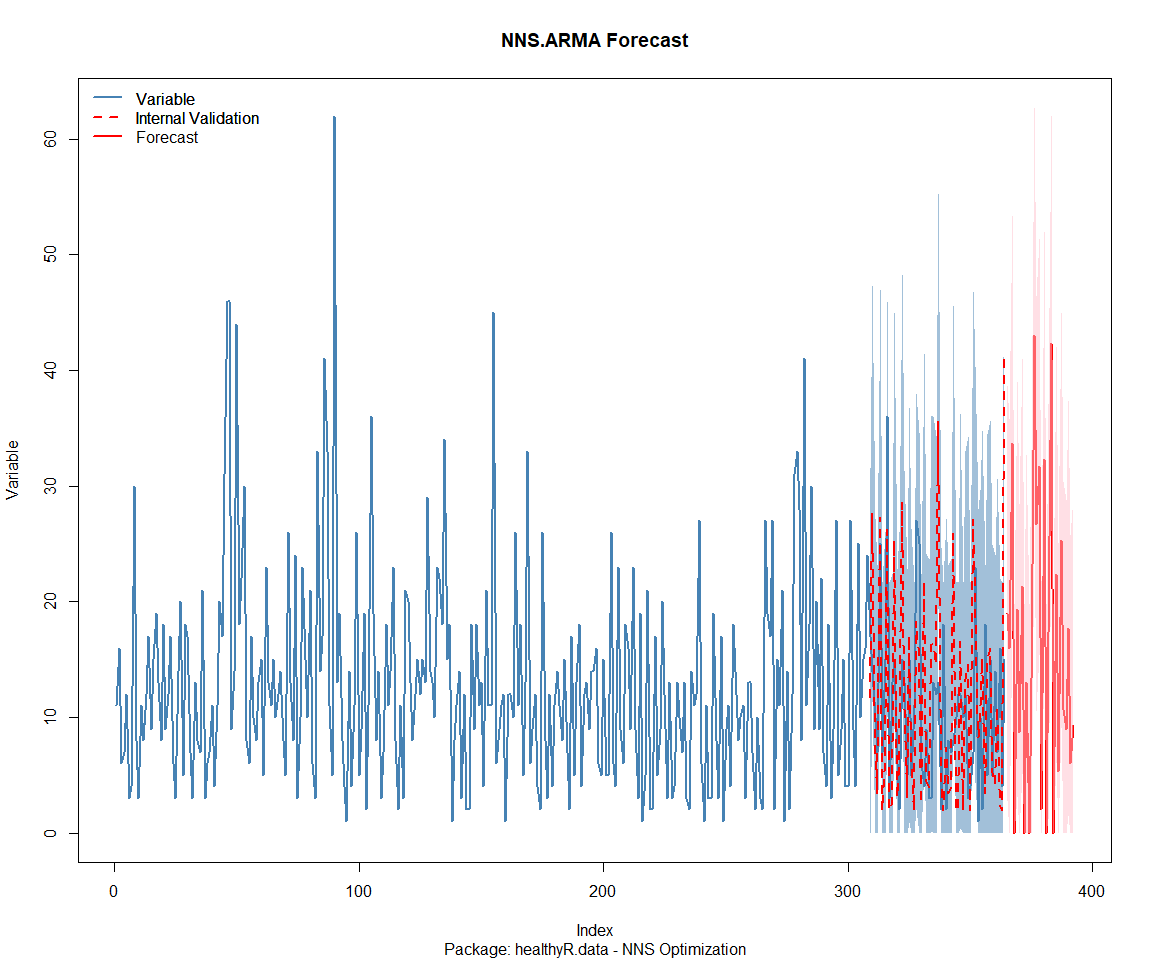 NNS.ARMA Forecast
Variable
Internal Validation
Forecast
Variable
60
50
40
30
20
10
0
0
100
200
300
400
Index
Package: healthyR.data - NNS Optimization